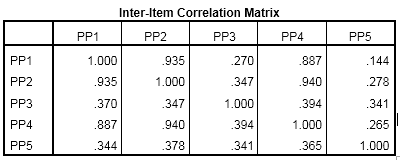 Inter-Item Correlation Matrix
PP1 PP2 PP3 PP4 PP5
PP1 1.000 .935 .270 .887 .144
PP2 .935 1.000 .347 .940 .278
PP3 .370 .347 1.000 .394 .341
PP4 .887 .940 .394 1.000 .265
PP5 .344 .378 .341 .365 1.000